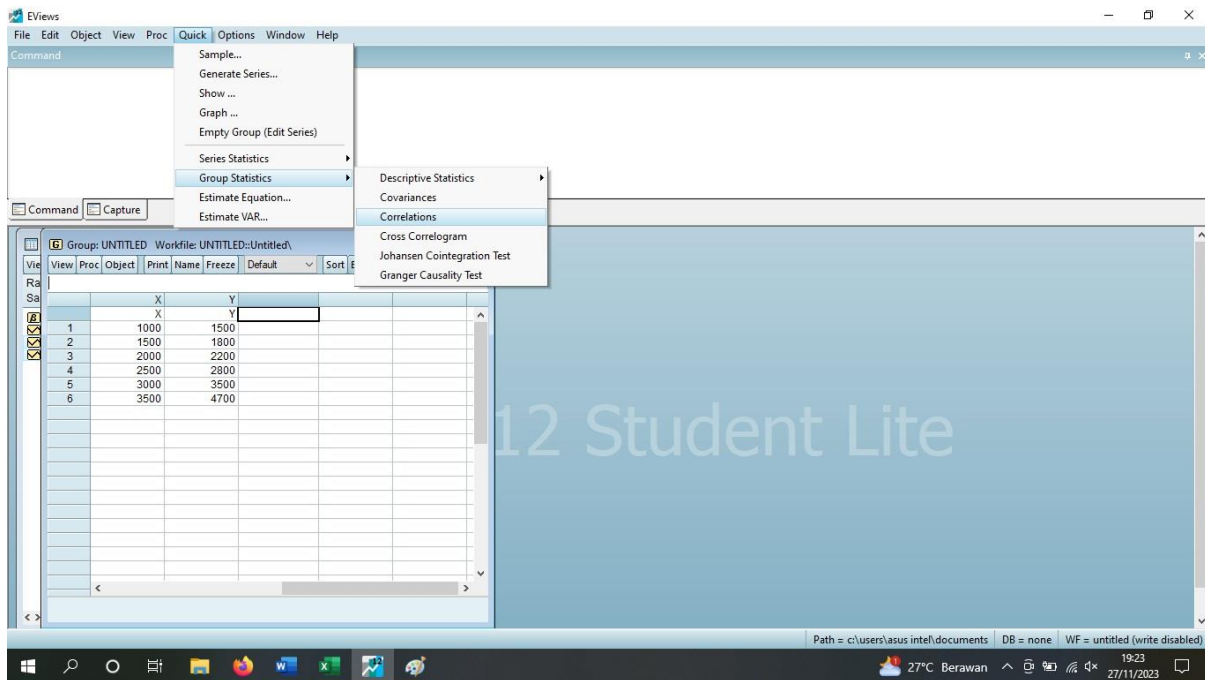 EViews
File Edit Object View Proc Quick Options Window Help
Command
Sample...
Generate Series...
Show ...
Graph ...
Empty Group (Edit Series)
Series Statistics
Group Statistics
Estimate Equation...
Estimate VAR...
Descriptive Statistics
Covariances
Correlations
Cross Correlogram
Johansen Cointegration Test
Granger Causality Test
Command Capture
G Group: UNTITLED Workfile: UNTITLED::Untitled\
Vie View Proc Object Print Name Freeze Default Sort
Ra
Sa X Y
X Y
1 1000 1500
2 1500 1800
3 2000 2200
4 2500 2800
5 3000 3500
6 3500 4700
12 Student Lite
Path = c:\users\asus intel\documents DB = none WF = untitled (write disabled)
27°C Berawan
19:23
27/11/2023